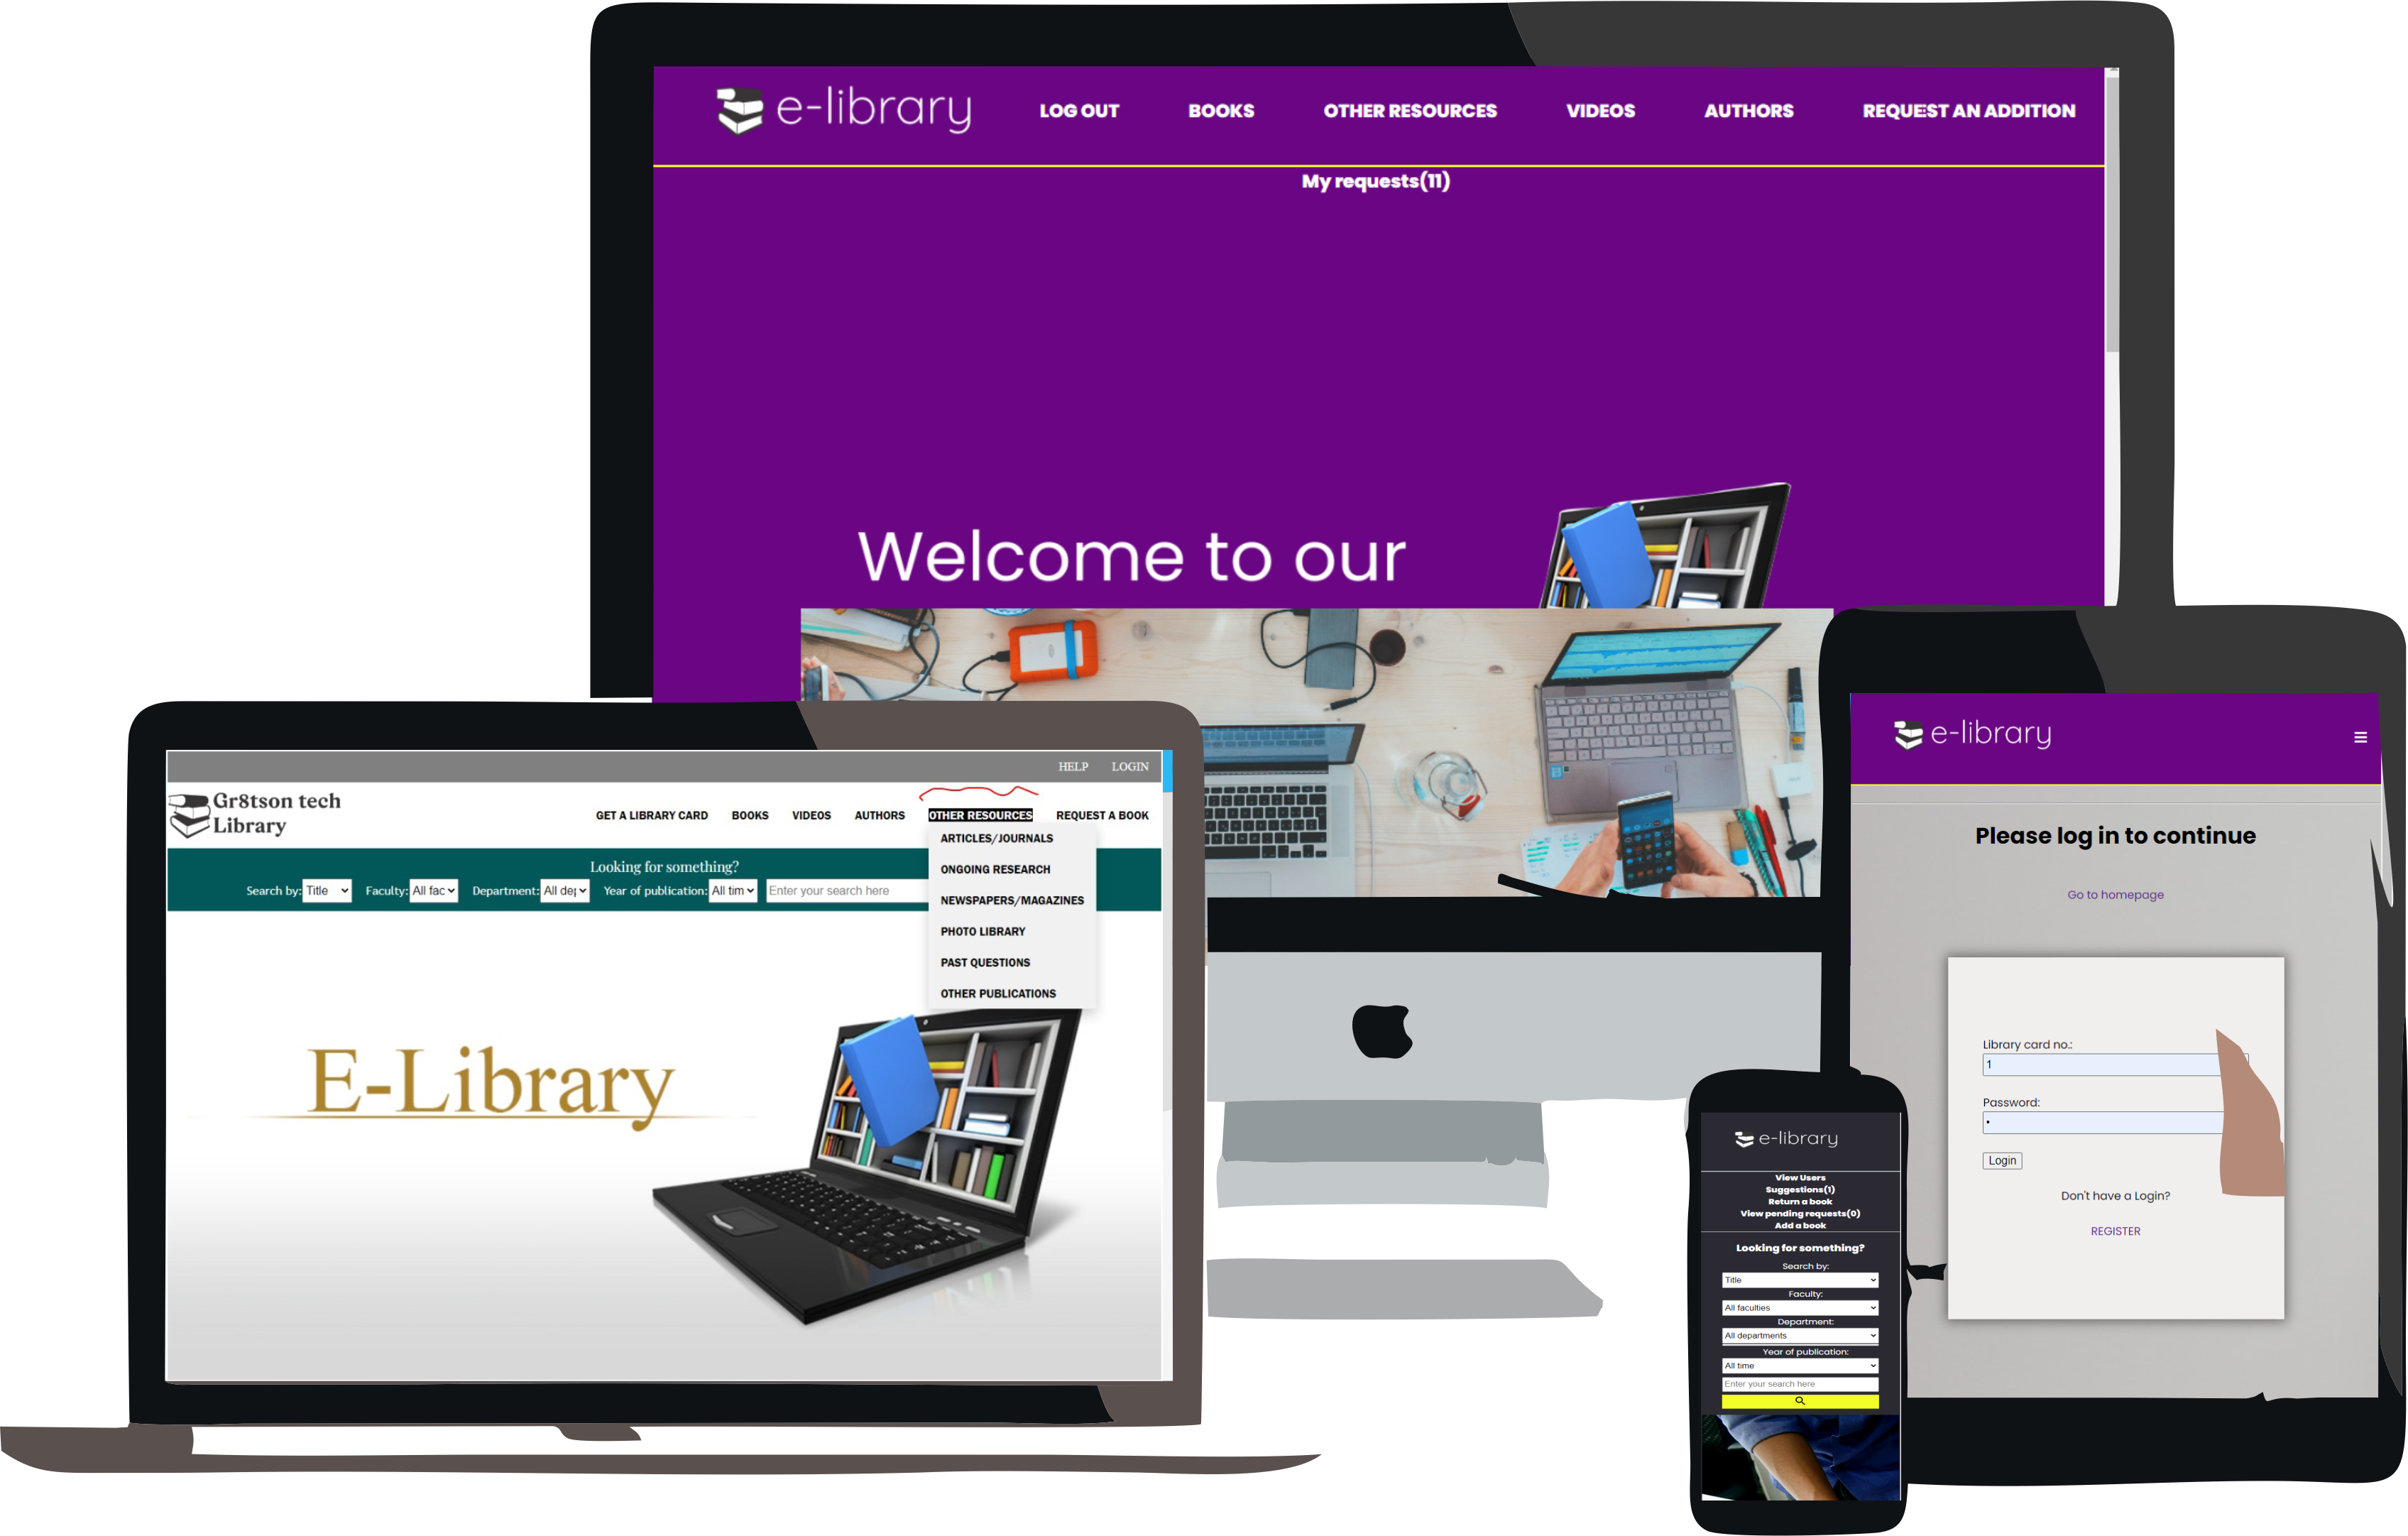 e-library
LOG OUT BOOKS OTHER RESOURCES VIDEOS AUTHORS REQUEST AN ADDITION
My requests(11)
Welcome to our
HELP LOGIN
Gr8tson tech
Library
GET A LIBRARY CARD BOOKS VIDEOS AUTHORS OTHER RESOURCES REQUEST A BOOK
ARTICLES/JOURNALS
ONGOING RESEARCH
NEWSPAPERS/MAGAZINES
PHOTO LIBRARY
PAST QUESTIONS
OTHER PUBLICATIONS
Looking for something?
Search by: Title Faculty: All fac Department: All dep Year of publication: All tim Enter your search here
E-Library
e-library
Please log in to continue
Go to homepage
Library card no.:
1
Password:
Login
Don't have a Login?
REGISTER
e-library
View Users
Suggestions(1)
Return a book
View pending requests(0)
Add a book
Looking for something?
Search by:
Title
Faculty:
All faculties
Department:
All departments
Year of publication:
All time
Enter your search here